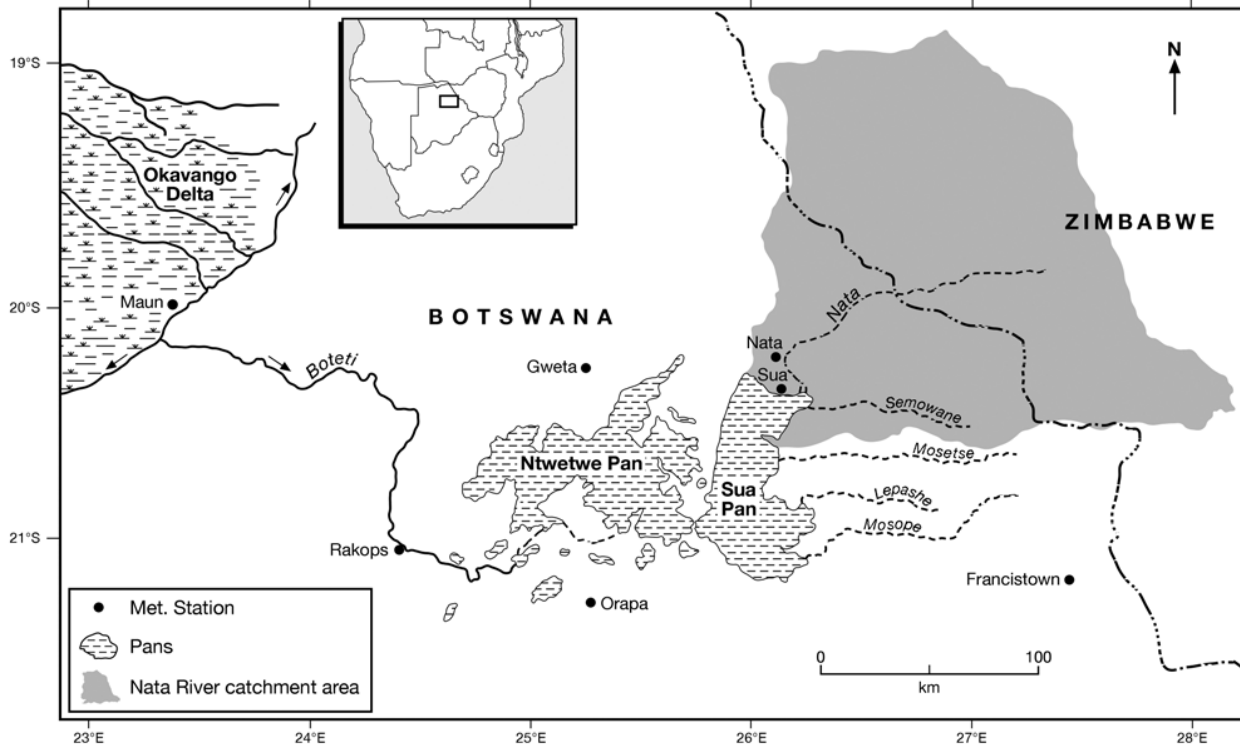 19°S
20°S
21°S
23°E
24°E
25°E
26°E
27°E
28°E
N
Okavango
Delta
Maun
Boteti
BOTSWANA
ZIMBABWE
Gweta
Nata
Nata
Sua
Semowane
Mosetse
Lepashe
Mosope
Ntwetwe Pan
Sua
Pan
Rakops
Orapa
Francistown
Met. Station
Pans
Nata River catchment area
0 100
km